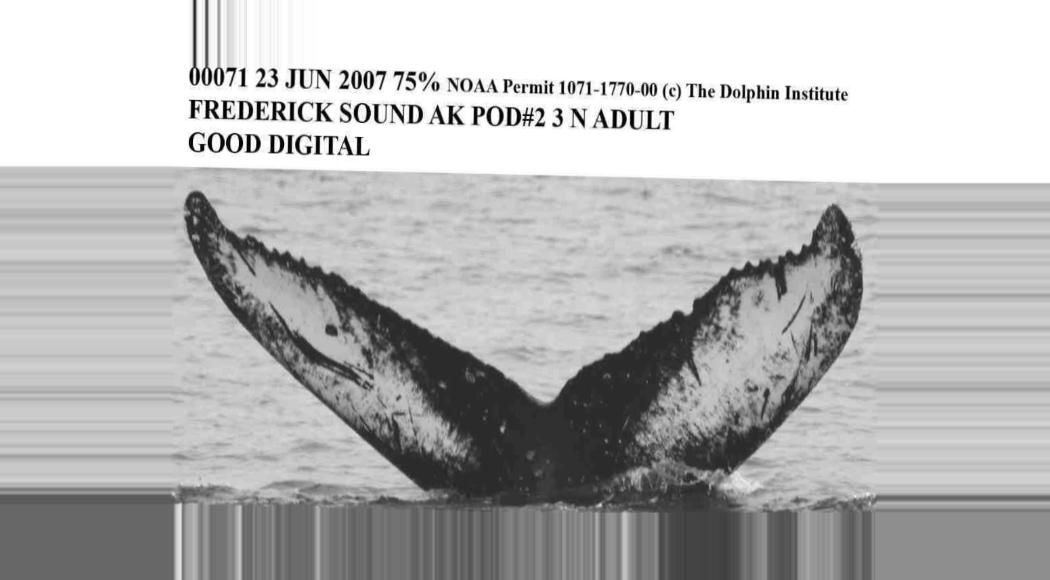 00071 23 JUN 2007 75% NOAA Permit 1071-1770-00 (c) The Dolphin Institute
FREDERICK SOUND AK POD#2 3 N ADULT
GOOD DIGITAL